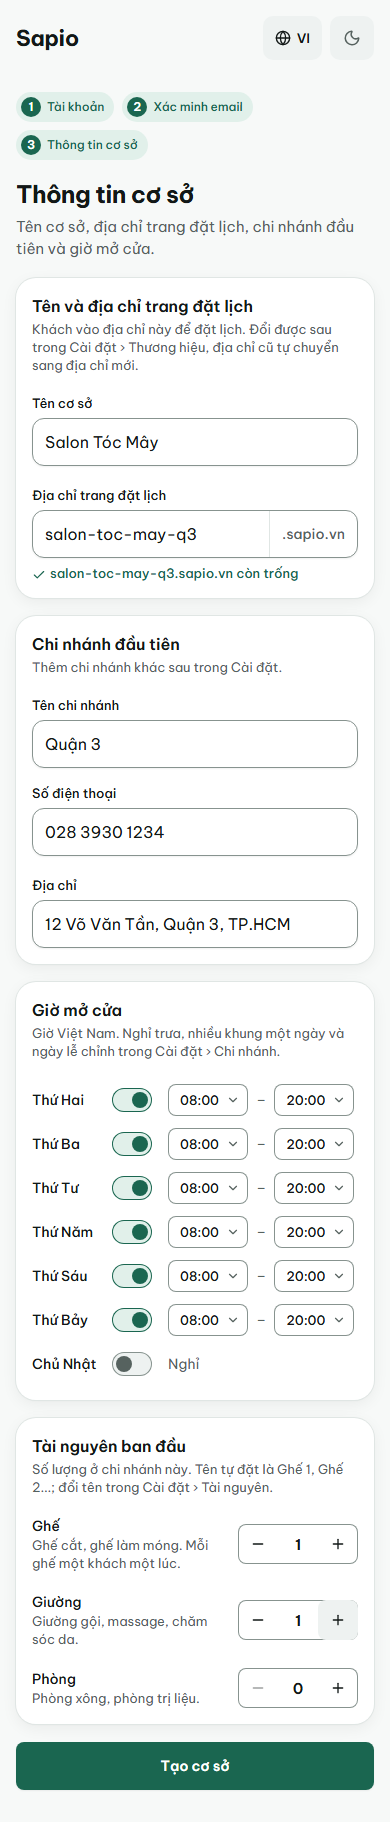 Sapio
VI
1 Tài khoản
2 Xác minh email
3 Thông tin cơ sở
Thông tin cơ sở
Tên cơ sở, địa chỉ trang đặt lịch, chi nhánh đầu
tiên và giờ mở cửa.
Tên và địa chỉ trang đặt lịch
Khách vào địa chỉ này để đặt lịch. Đổi được sau
trong Cài đặt › Thương hiệu, địa chỉ cũ tự chuyển
sang địa chỉ mới.
Tên cơ sở
Salon Tóc Mây
Địa chỉ trang đặt lịch
salon-toc-may-q3 .sapio.vn
salon-toc-may-q3.sapio.vn còn trống
Chi nhánh đầu tiên
Thêm chi nhánh khác sau trong Cài đặt.
Tên chi nhánh
Quận 3
Số điện thoại
028 3930 1234
Địa chỉ
12 Võ Văn Tần, Quận 3, TP.HCM
Giờ mở cửa
Giờ Việt Nam. Nghỉ trưa, nhiều khung một ngày và
ngày lễ chỉnh trong Cài đặt › Chi nhánh.
Thứ Hai 08:00 – 20:00
Thứ Ba 08:00 – 20:00
Thứ Tư 08:00 – 20:00
Thứ Năm 08:00 – 20:00
Thứ Sáu 08:00 – 20:00
Thứ Bảy 08:00 – 20:00
Chủ Nhật Nghỉ
Tài nguyên ban đầu
Số lượng ở chi nhánh này. Tên tự đặt là Ghế 1, Ghế
2...; đổi tên trong Cài đặt › Tài nguyên.
Ghế
Ghế cắt, ghế làm móng. Mỗi
ghế một khách một lúc.
− 1 +
Giường
Giường gội, massage, chăm
sóc da.
− 1 +
Phòng
Phòng xông, phòng trị liệu.
− 0 +
Tạo cơ sở